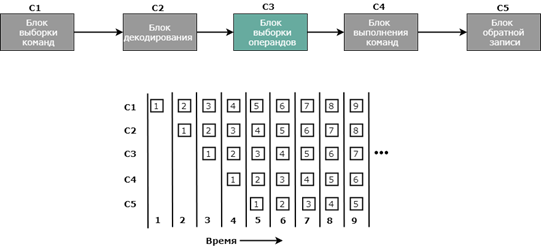 C1 C2 C3 C4 C5
Блок выборки команд
Блок декодирования
Блок выборки операндов
Блок выполнения команд
Блок обратной записи
C1 1 2 3 4 5 6 7 8 9
C2 1 2 3 4 5 6 7 8
C3 1 2 3 4 5 6 7 •••
C4 1 2 3 4 5 6
C5 1 2 3 4 5
1 2 3 4 5 6 7 8 9
Время